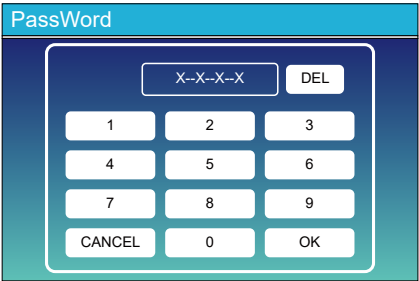 PassWord
X--X--X--X DEL
1 2 3
4 5 6
7 8 9
CANCEL 0 OK